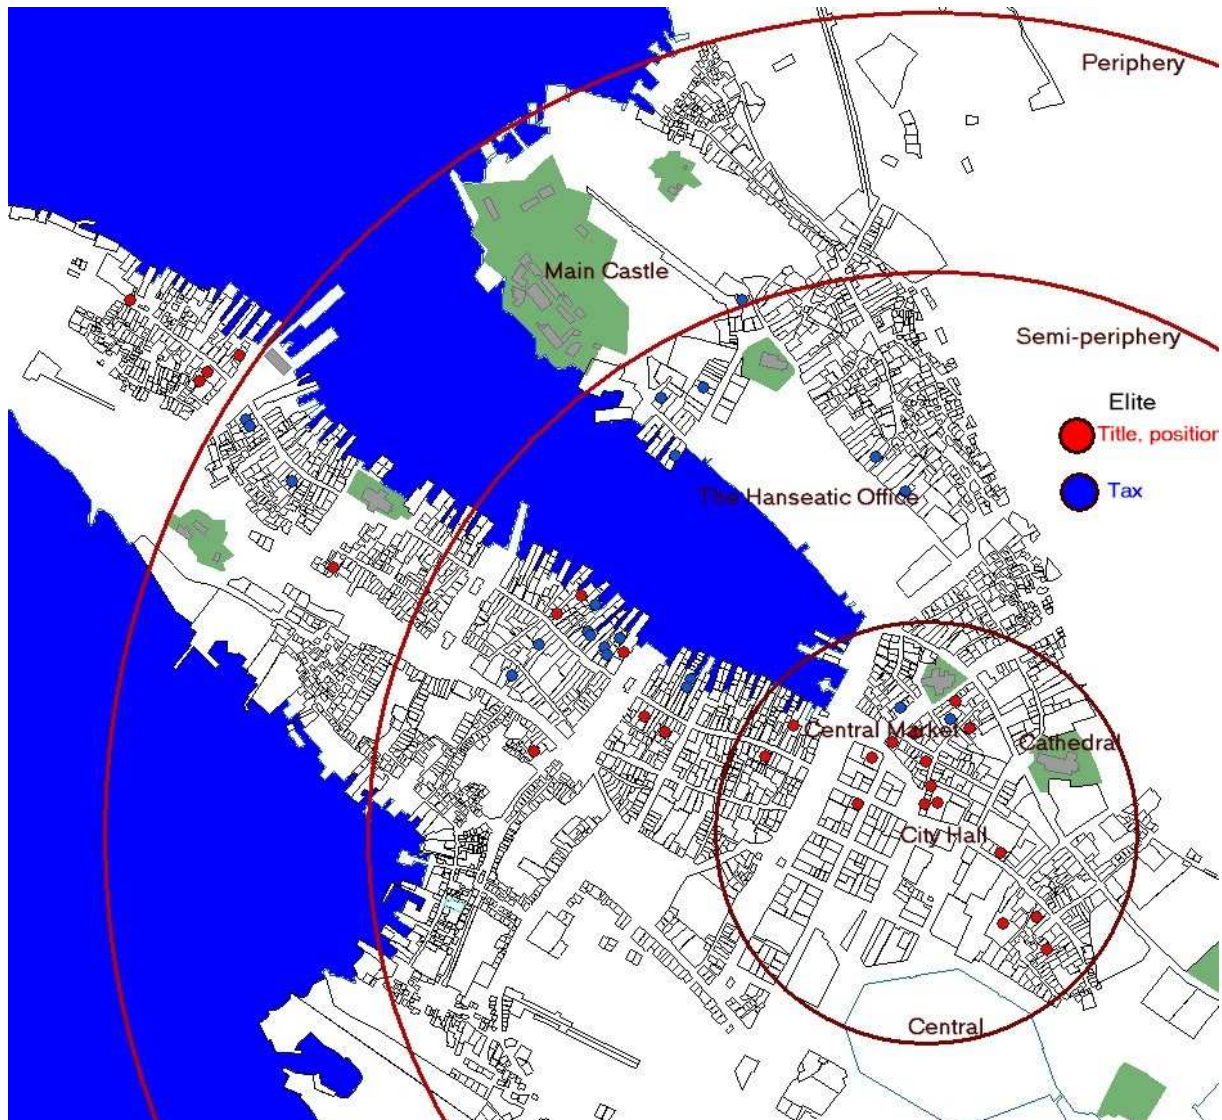 Periphery
Main Castle
Semi-periphery
Elite
Title, position
The Hanseatic Office
Tax
Central Market
Cathedral
City Hall
Central